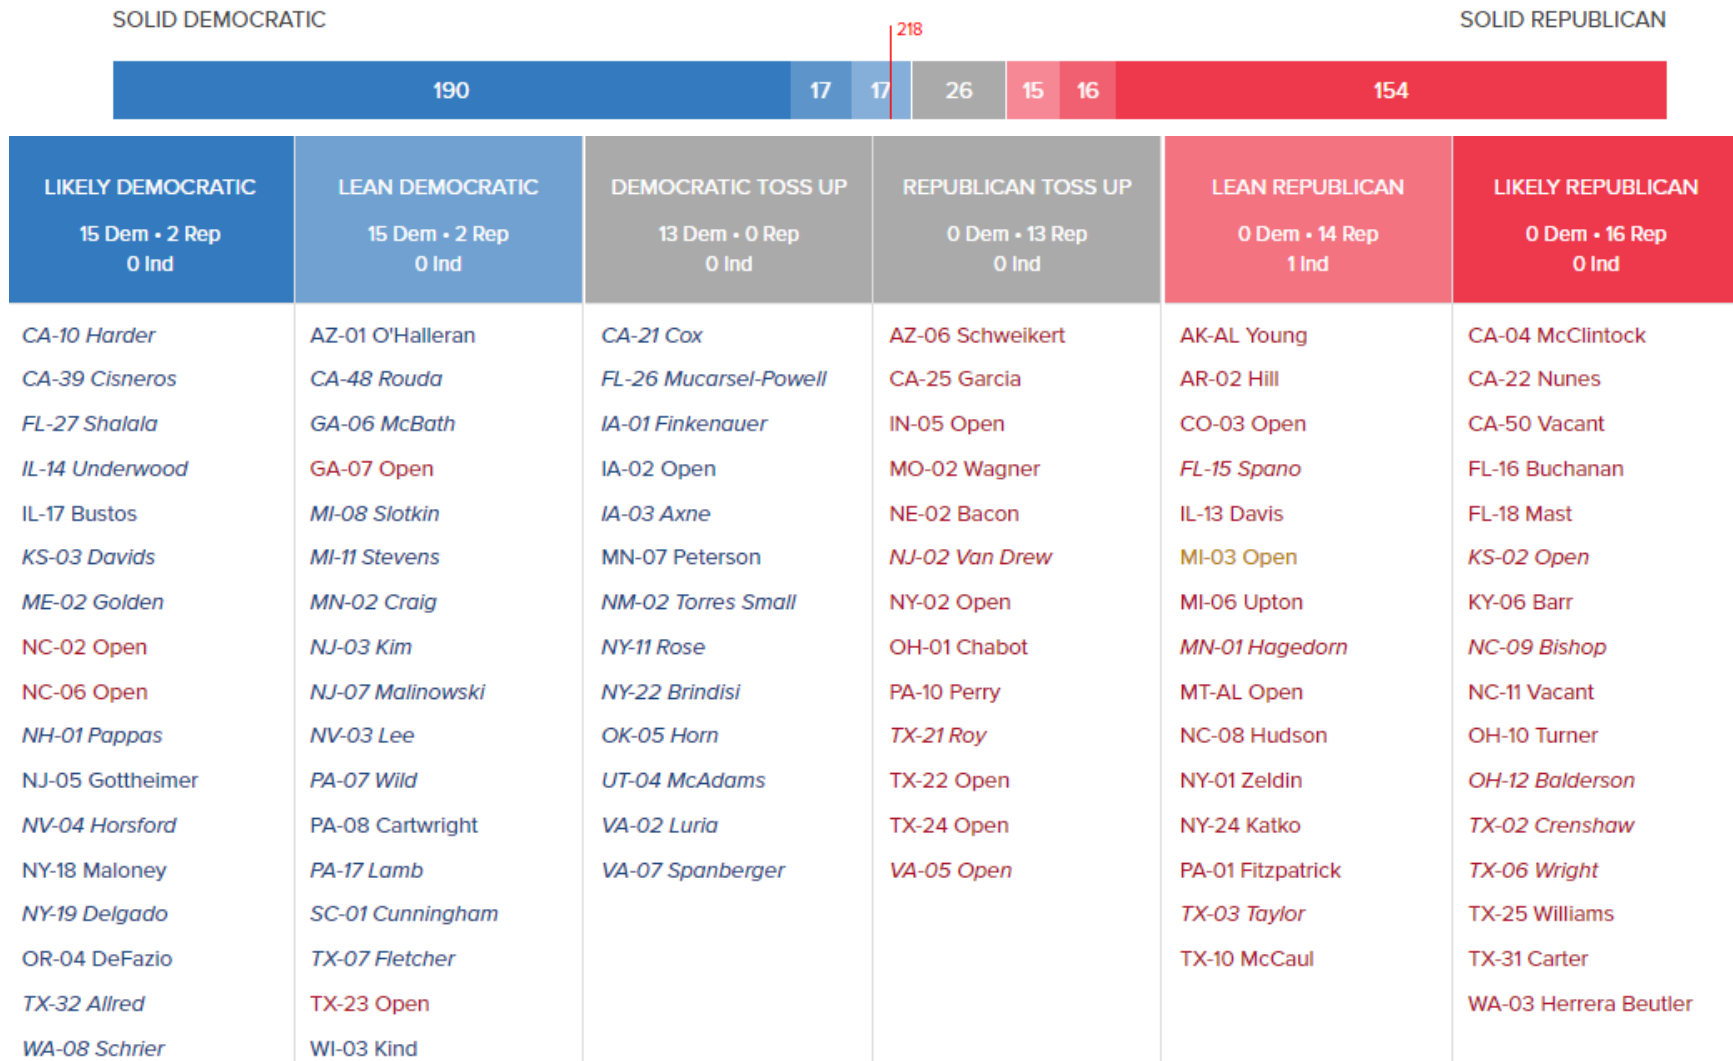 SOLID DEMOCRATIC
SOLID REPUBLICAN
218
190
17
17
26
15
16
154
LIKELY DEMOCRATIC
15 Dem • 2 Rep
0 Ind
CA-10 Harder
CA-39 Cisneros
FL-27 Shalala
IL-14 Underwood
IL-17 Bustos
KS-03 Davids
ME-02 Golden
NC-02 Open
NC-06 Open
NH-01 Pappas
NJ-05 Gottheimer
NV-04 Horsford
NY-18 Maloney
NY-19 Delgado
OR-04 DeFazio
TX-32 Allred
WA-08 Schrier
LEAN DEMOCRATIC
15 Dem • 2 Rep
0 Ind
AZ-01 O'Halleran
CA-48 Rouda
GA-06 McBath
GA-07 Open
MI-08 Slotkin
MI-11 Stevens
MN-02 Craig
NJ-03 Kim
NJ-07 Malinowski
NV-03 Lee
PA-07 Wild
PA-08 Cartwright
PA-17 Lamb
SC-01 Cunningham
TX-07 Fletcher
TX-23 Open
WI-03 Kind
DEMOCRATIC TOSS UP
13 Dem • 0 Rep
0 Ind
CA-21 Cox
FL-26 Mucarsel-Powell
IA-01 Finkenauer
IA-02 Open
IA-03 Axne
MN-07 Peterson
NM-02 Torres Small
NY-11 Rose
NY-22 Brindisi
OK-05 Horn
UT-04 McAdams
VA-02 Luria
VA-07 Spanberger
REPUBLICAN TOSS UP
0 Dem • 13 Rep
0 Ind
AZ-06 Schweikert
CA-25 Garcia
IN-05 Open
MO-02 Wagner
NE-02 Bacon
NJ-02 Van Drew
NY-02 Open
OH-01 Chabot
PA-10 Perry
TX-21 Roy
TX-22 Open
TX-24 Open
VA-05 Open
LEAN REPUBLICAN
0 Dem • 14 Rep
1 Ind
AK-AL Young
AR-02 Hill
CO-03 Open
FL-15 Spano
IL-13 Davis
MI-03 Open
MI-06 Upton
MN-01 Hagedorn
MT-AL Open
NC-08 Hudson
NY-01 Zeldin
NY-24 Katko
PA-01 Fitzpatrick
TX-03 Taylor
TX-10 McCaul
LIKELY REPUBLICAN
0 Dem • 16 Rep
0 Ind
CA-04 McClintock
CA-22 Nunes
CA-50 Vacant
FL-16 Buchanan
FL-18 Mast
KS-02 Open
KY-06 Barr
NC-09 Bishop
NC-11 Vacant
OH-10 Turner
OH-12 Balderson
TX-02 Crenshaw
TX-06 Wright
TX-25 Williams
TX-31 Carter
WA-03 Herrera Beutler